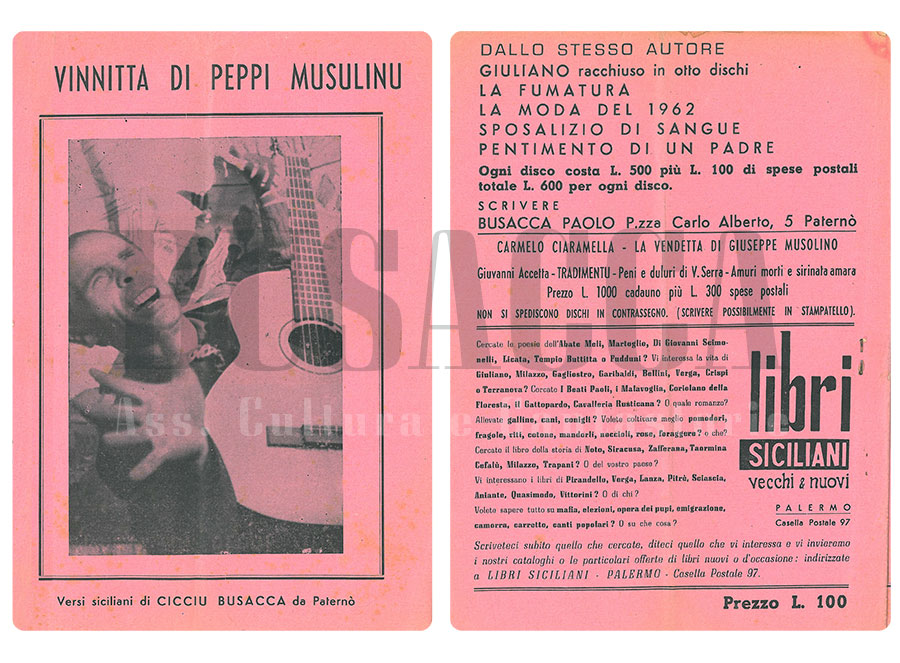 VINNITTA DI PEPPI MUSULINU
Versi siciliani di CICCIU BUSACCA da Paternò
DALLO STESSO AUTORE
GIULIANO racchiuso in otto dischi
LA FUMATURA
LA MODA DEL 1962
SPOSALIZIO DI SANGUE
PENTIMENTO DI UN PADRE
Ogni disco costa L. 500 più L. 100 di spese postali
totale L. 600 per ogni disco.
SCRIVERE
BUSACCA PAOLO P.zza Carlo Alberto, 5 Paternò
CARMELO CIARAMELLA - LA VENDETTA DI GIUSEPPE MUSOLINO
Giuvanni Accetta - TRADIMENTU - Peni e duluri di V. Serra - Amuri morti e sirinata amara
Prezzo L. 1000 cadauno più L. 300 spese postali
NON SI SPEDISCONO DISCHI IN CONTRASSEGNO. (SCRIVERE POSSIBILMENTE IN STAMPATELLO).
Cercate le poesie dell'Abate Meli, Martoglio, Di Giovanni Scimo-
nelli, Licata, Tempio Buttitta o Fudduni? Vi interessa la vita di
Giuliano, Milazzo, Gagliostro, Garibaldi, Bellini, Verga, Crispi
o Terranova? Cercate I Beati Paoli, i Malavoglia, Coriolano della
Floresta, il Gattopardo, Cavalleria Rusticana? O quale romanzo?
Allevate galline, cani, conigli? Volete coltivare meglio pomodori,
fragole, viti, cotone, mandorli, noccioli, rose, foraggere? o che?
Cercate il libro della storia di Noto, Siracusa, Zafferana, Taormina
Cefalù, Milazzo, Trapani? O del vostro paese?
Vi interessano i libri di Pirandello, Verga, Lanza, Pitrè, Sciascia,
Aniante, Quasimodo, Vittorini? O di chi?
Volete sapere tutto su mafia, elezioni, opera dei pupi, emigrazione,
camorra, carretto, canti popolari? O su che cosa?
libri
SICILIANI
vecchi & nuovi
PALERMO
Casella Postale 97
Scriveteci subito quello che cercate, diteci quello che vi interessa e vi invieremo
i nostri cataloghi o le particolari offerte di libri nuovi o d'occasione: indirizzate
a LIBRI SICILIANI - PALERMO - Casella Postale 97.
Prezzo L. 100
BUSACCA
Ass. Culturale